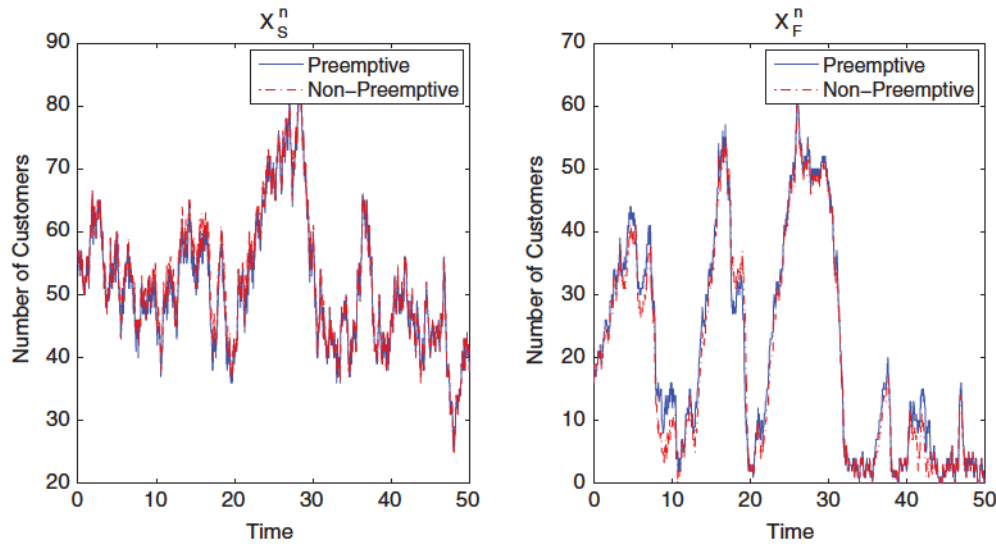 X_S^n
Number of Customers
90
80
70
60
50
40
30
20
Preemptive
Non-Preemptive
0 10 20 30 40 50
Time
X_F^n
Number of Customers
70
60
50
40
30
20
10
0
Preemptive
Non-Preemptive
0 10 20 30 40 50
Time